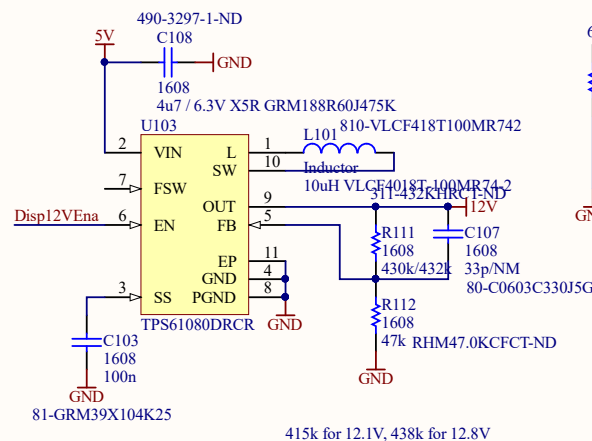 490-3297-1-ND
5V
C108
GND
1608
4u7 / 6.3V X5R GRM188R60J475K
U103
L101
810-VLCF418T100MR742
2
VIN
L
1
SW
10
Inductor
10uH VLCF4018T-100MR74-2
7
FSW
311-432KHRCT-ND
OUT
9
12V
Disp12VEna
6
EN
FB
5
R111
C107
1608
1608
430k/432k
33p/NM
EP
11
80-C0603C330J5G
GND
4
3
SS
PGND
8
R112
1608
TPS61080DRCR
GND
47k
RHM47.0KCFCT-ND
C103
1608
100n
GND
GND
81-GRM39X104K25
415k for 12.1V, 438k for 12.8V
6